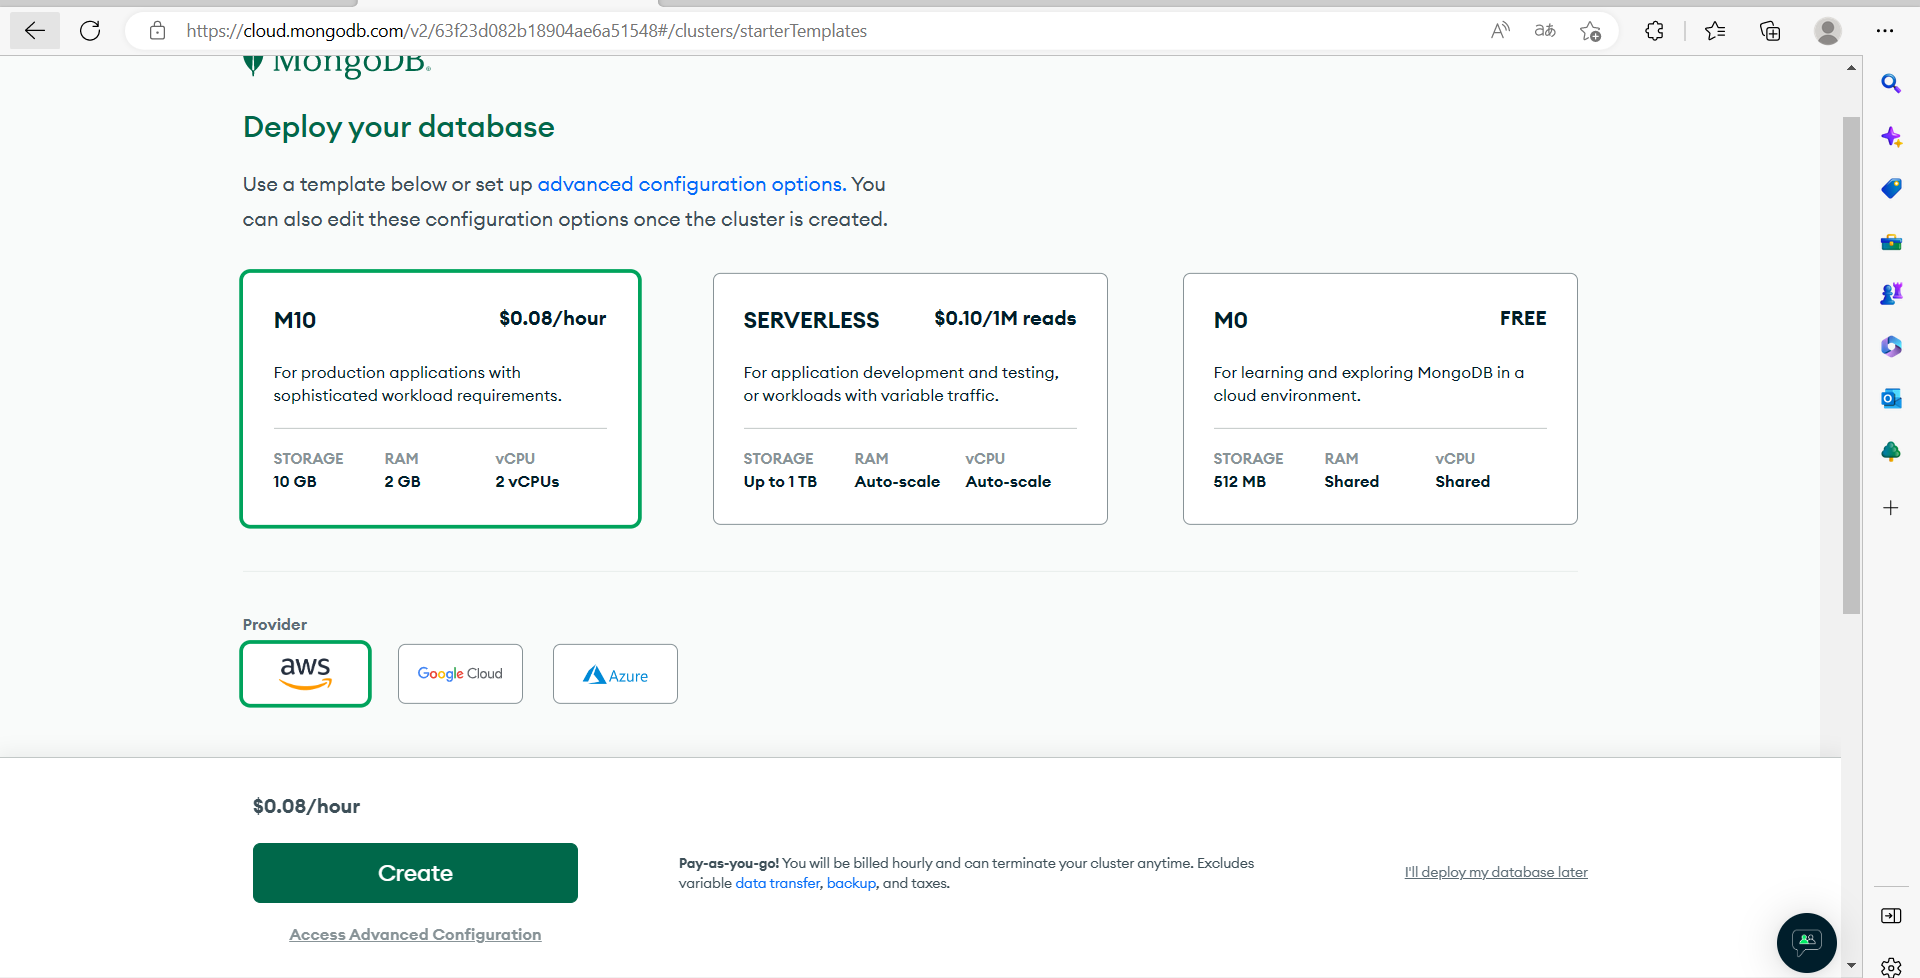 https://cloud.mongodb.com/v2/63f23d082b18904ae6a51548#/clusters/starterTemplates
MongoDB.
Deploy your database
Use a template below or set up advanced configuration options. You
can also edit these configuration options once the cluster is created.
M10 $0.08/hour
For production applications with
sophisticated workload requirements.
STORAGE RAM vCPU
10 GB 2 GB 2 vCPUs
SERVERLESS $0.10/1M reads
For application development and testing,
or workloads with variable traffic.
STORAGE RAM vCPU
Up to 1 TB Auto-scale Auto-scale
M0 FREE
For learning and exploring MongoDB in a
cloud environment.
STORAGE RAM vCPU
512 MB Shared Shared
Provider
aws Google Cloud Azure
$0.08/hour
Create
Access Advanced Configuration
Pay-as-you-go! You will be billed hourly and can terminate your cluster anytime. Excludes
variable data transfer, backup, and taxes.
I'll deploy my database later